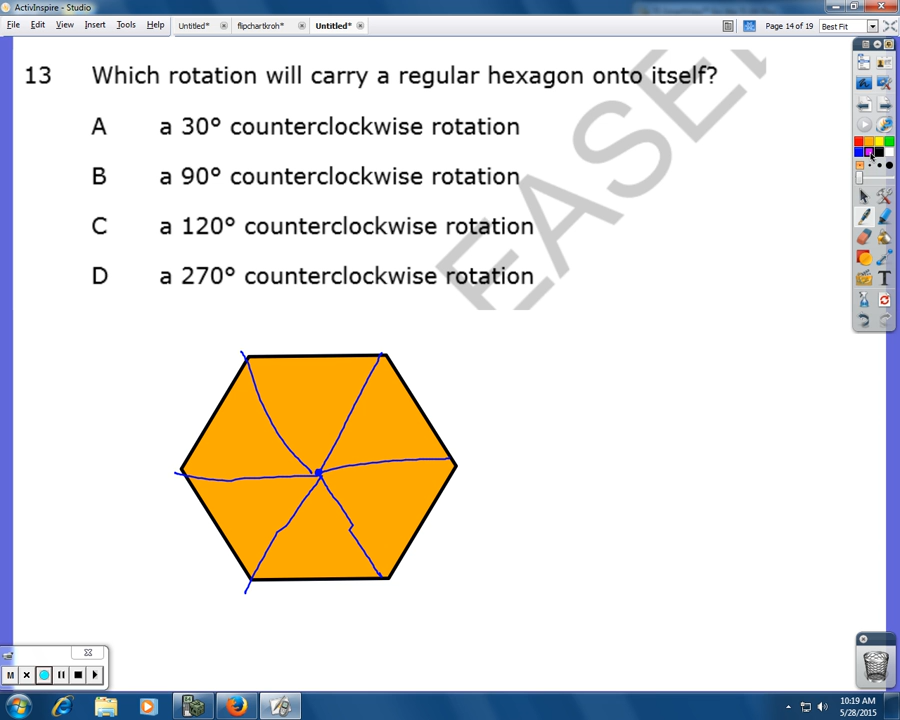 ActivInspire - Studio
File Edit View Insert Tools Help Untitled* flipchartkroh* Untitled* Page 14 of 19 Best Fit
13 Which rotation will carry a regular hexagon onto itself?
A a 30° counterclockwise rotation
B a 90° counterclockwise rotation
C a 120° counterclockwise rotation
D a 270° counterclockwise rotation
EASE
T
M
10:19 AM
5/28/2015